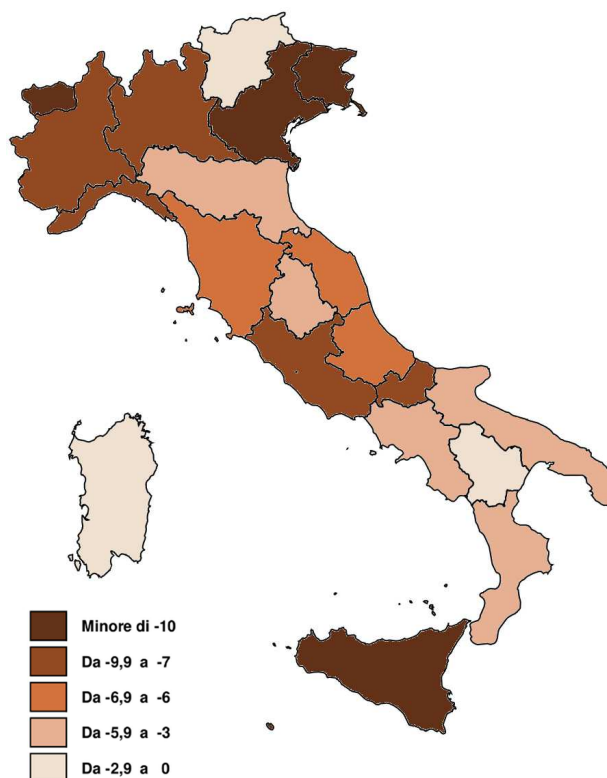 Minore di -10
Da -9,9 a -7
Da -6,9 a -6
Da -5,9 a -3
Da -2,9 a 0